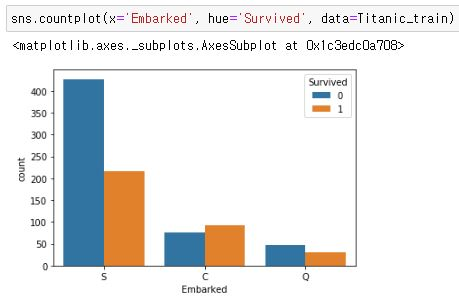 sns.countplot(x='Embarked', hue='Survived', data=Titanic_train)
<matplotlib.axes._subplots.AxesSubplot at 0x1c3edc0a708>
Survived
0
1
400
350
300
250
200
150
100
50
0
count
S C Q
Embarked